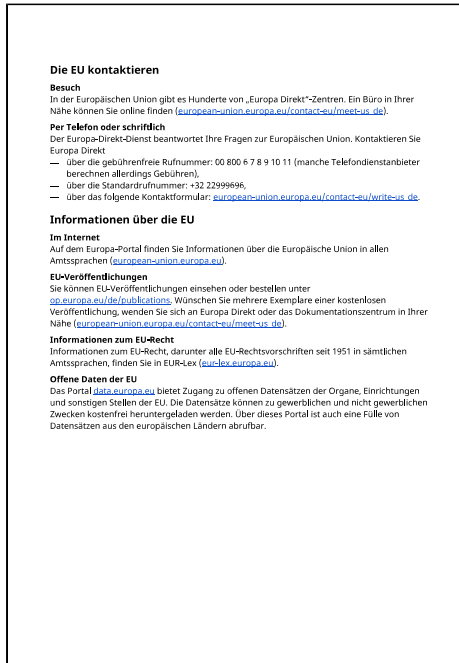 Die EU kontaktieren
Besuch
In der Europäischen Union gibt es Hunderte von „Europa Direkt“-Zentren. Ein Büro in Ihrer
Nähe können Sie online finden (european-union.europa.eu/contact-eu/meet-us_de).
Per Telefon oder schriftlich
Der Europa-Direkt-Dienst beantwortet Ihre Fragen zur Europäischen Union. Kontaktieren Sie
Europa Direkt
— über die gebührenfreie Rufnummer: 00 800 6 7 8 9 10 11 (manche Telefondienstanbieter
berechnen allerdings Gebühren),
— über die Standardrufnummer: +32 22999696,
— über das folgende Kontaktformular: european-union.europa.eu/contact-eu/write-us_de.
Informationen über die EU
Im Internet
Auf dem Europa-Portal finden Sie Informationen über die Europäische Union in allen
Amtssprachen (european-union.europa.eu).
EU-Veröffentlichungen
Sie können EU-Veröffentlichungen einsehen oder bestellen unter
op.europa.eu/de/publications. Wünschen Sie mehrere Exemplare einer kostenlosen
Veröffentlichung, wenden Sie sich an Europa Direkt oder das Dokumentationszentrum in Ihrer
Nähe (european-union.europa.eu/contact-eu/meet-us_de).
Informationen zum EU-Recht
Informationen zum EU-Recht, darunter alle EU-Rechtsvorschriften seit 1951 in sämtlichen
Amtssprachen, finden Sie in EUR-Lex (eur-lex.europa.eu).
Offene Daten der EU
Das Portal data.europa.eu bietet Zugang zu offenen Datensätzen der Organe, Einrichtungen
und sonstigen Stellen der EU. Die Datensätze können zu gewerblichen und nicht gewerblichen
Zwecken kostenfrei heruntergeladen werden. Über dieses Portal ist auch eine Fülle von
Datensätzen aus den europäischen Ländern abrufbar.